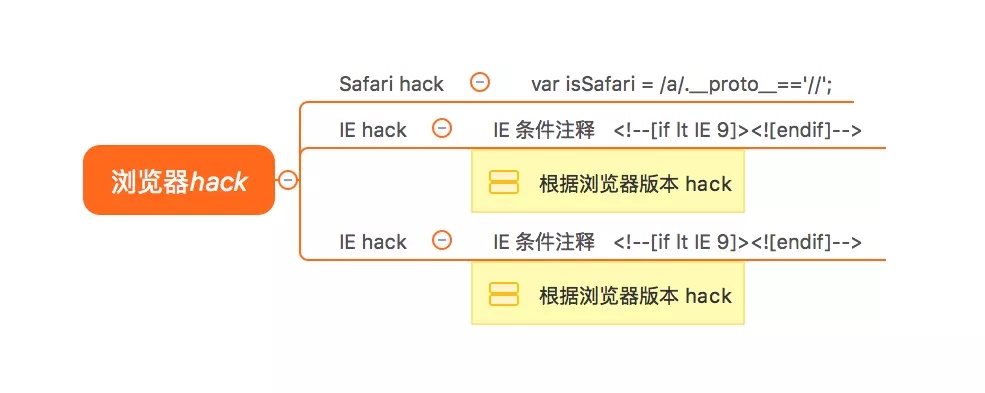 Safari hack var isSafari = /a/.__proto__=='//';
IE hack IE 条件注释 <!--[if lt IE 9]><![endif]-->
浏览器hack
根据浏览器版本 hack
IE hack IE 条件注释 <!--[if lt IE 9]><![endif]-->
根据浏览器版本 hack